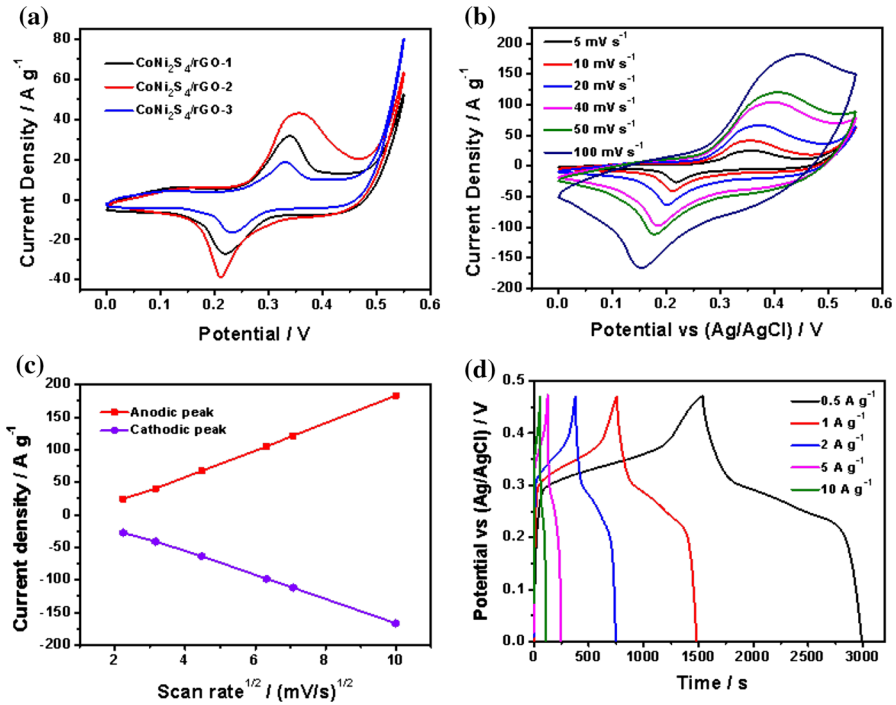 (a)
80
60
40
20
0
-20
-40
0.0 0.1 0.2 0.3 0.4 0.5 0.6
Current Density / A g⁻¹
Potential / V
CoNi₂S₄/rGO-1
CoNi₂S₄/rGO-2
CoNi₂S₄/rGO-3
(b)
200
150
100
50
0
-50
-100
-150
-200
0.0 0.1 0.2 0.3 0.4 0.5 0.6
Current Density / A g⁻¹
Potential vs (Ag/AgCl) / V
5 mV s⁻¹
10 mV s⁻¹
20 mV s⁻¹
40 mV s⁻¹
50 mV s⁻¹
100 mV s⁻¹
(c)
200
150
100
50
0
-50
-100
-150
-200
2 4 6 8 10
Current density / A g⁻¹
Scan rate¹/² / (mV/s)¹/²
Anodic peak
Cathodic peak
(d)
0.5
0.4
0.3
0.2
0.1
0.0
0 500 1000 1500 2000 2500 3000
Potential vs (Ag/AgCl) / V
Time / s
0.5 A g⁻¹
1 A g⁻¹
2 A g⁻¹
5 A g⁻¹
10 A g⁻¹